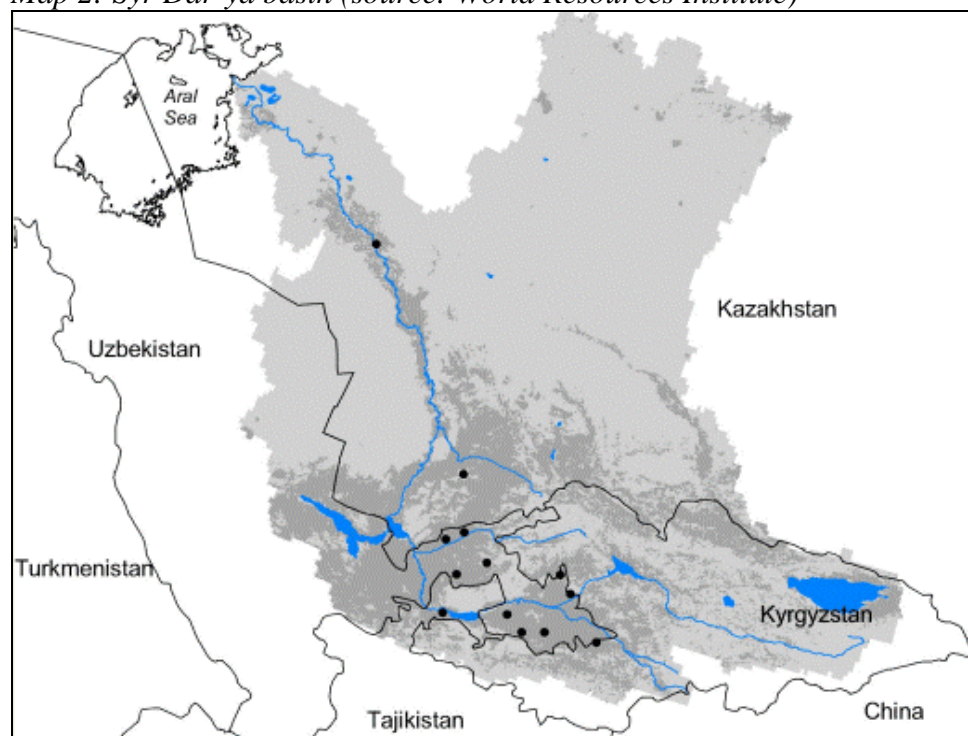 Map 2: Syr Dar'ya basin (source: World Resources Institute)
Aral
Sea
Kazakhstan
Uzbekistan
Turkmenistan
Kyrgyzstan
Tajikistan
China